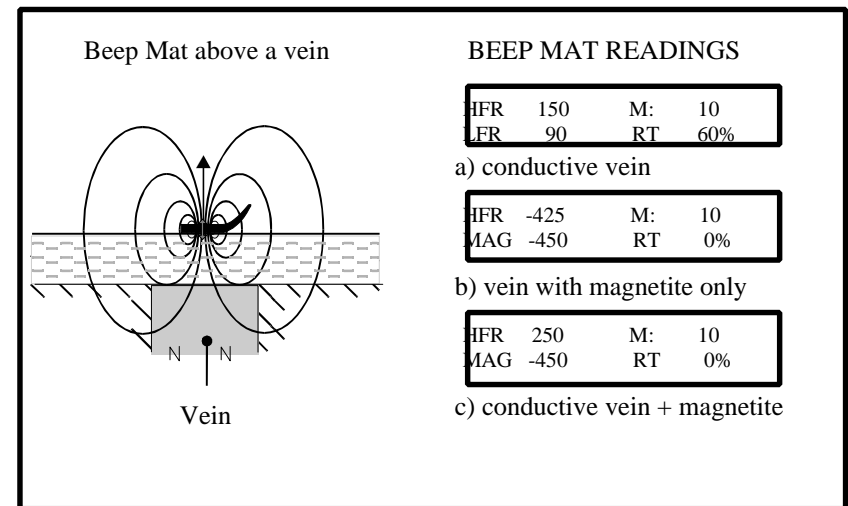 Beep Mat above a vein
N N
Vein
BEEP MAT READINGS
HFR 150 M: 10
LFR 90 RT 60%
a) conductive vein
HFR -425 M: 10
MAG -450 RT 0%
b) vein with magnetite only
HFR 250 M: 10
MAG -450 RT 0%
c) conductive vein + magnetite